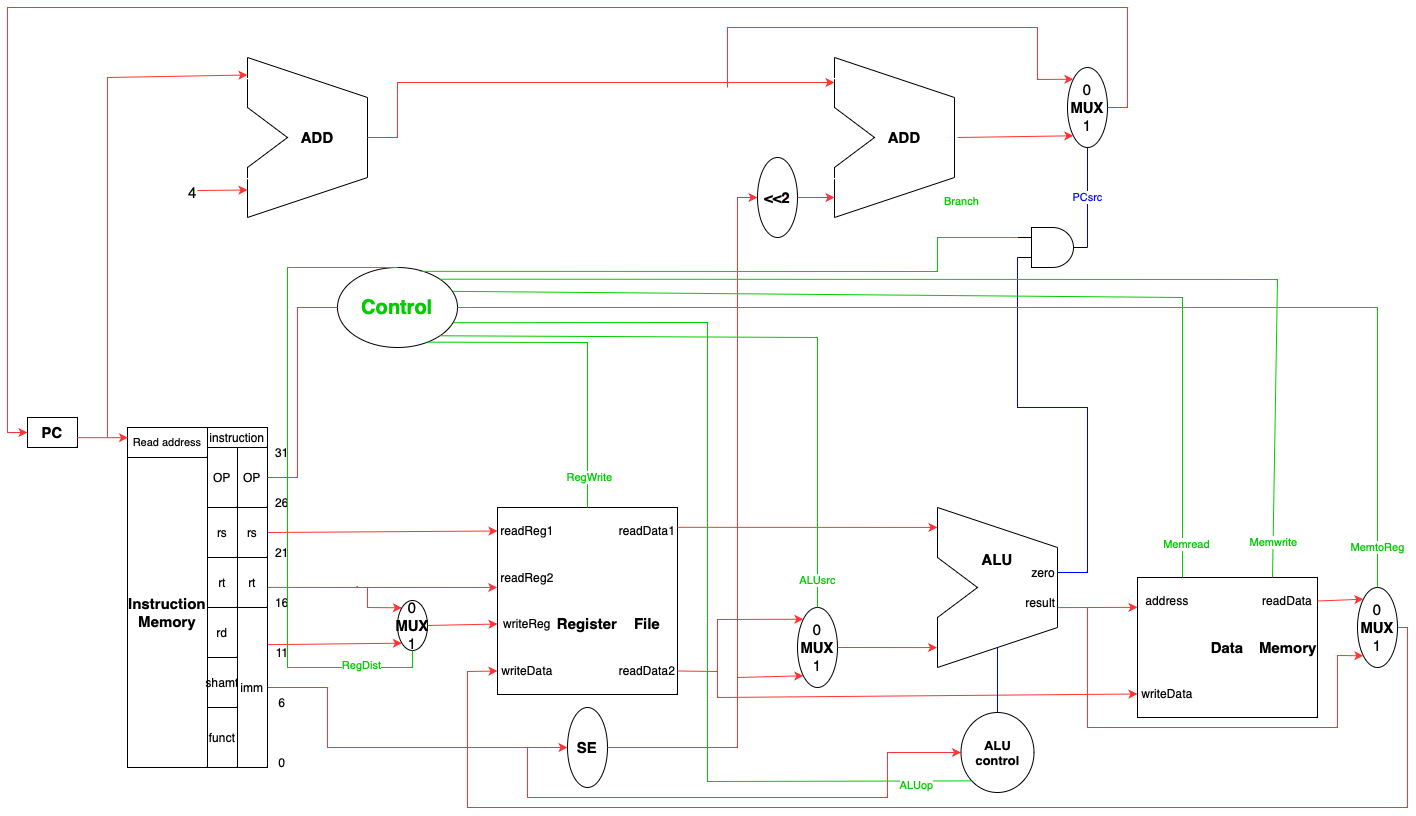 0
MUX
1
ADD
ADD
4
<<2
Branch
PCsrc
Control
PC
Read address
instruction
31
OP
OP
26
rs
rs
21
rt
rt
16
Instruction
Memory
rd
11
shamt
imm
6
funct
0
RegWrite
readReg1
readData1
readReg2
writeReg
Register File
writeData
readData2
0
MUX
1
RegDist
SE
ALUsrc
0
MUX
1
ALU
zero
result
ALU
control
ALUop
Memread
Memwrite
MemtoReg
address
readData
Data Memory
writeData
0
MUX
1